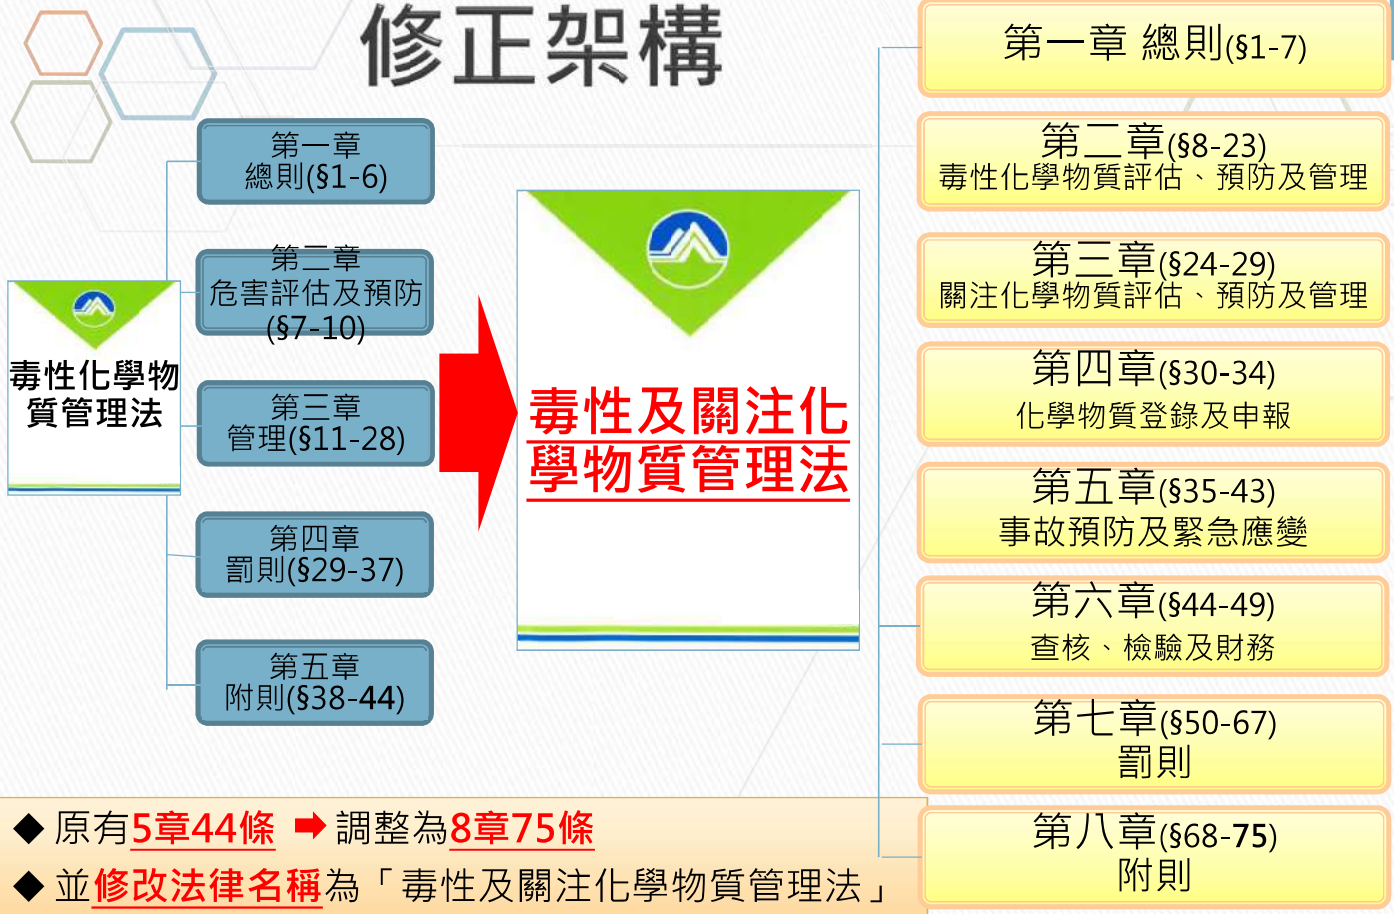 修正架構
毒性化學物
質管理法
第一章
總則(§1-6)
第二章
危害評估及預防
(§7-10)
第三章
管理(§11-28)
第四章
罰則(§29-37)
第五章
附則(§38-44)
毒性及關注化
學物質管理法
第一章 總則(§1-7)
第二章(§8-23)
毒性化學物質評估、預防及管理
第三章(§24-29)
關注化學物質評估、預防及管理
第四章(§30-34)
化學物質登錄及申報
第五章(§35-43)
事故預防及緊急應變
第六章(§44-49)
查核、檢驗及財務
第七章(§50-67)
罰則
第八章(§68-75)
附則
◆ 原有5章44條 ➡ 調整為8章75條
◆ 並修改法律名稱為「毒性及關注化學物質管理法」